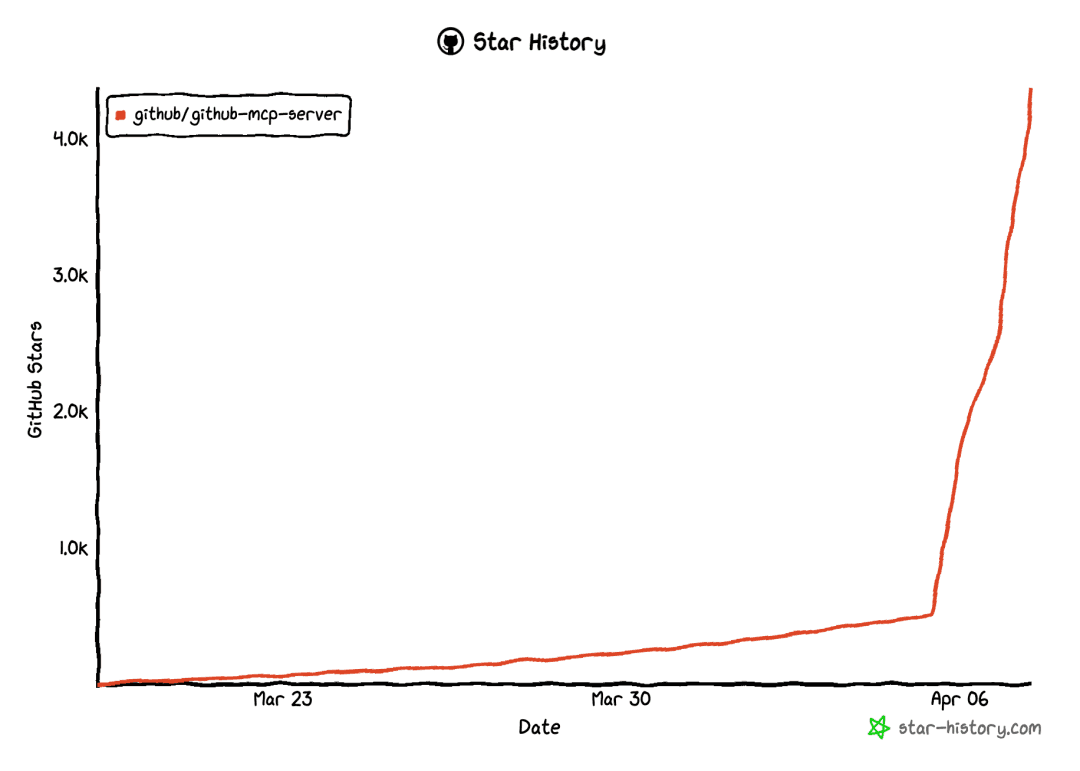 Star History
github/github-mcp-server
4.0k
3.0k
2.0k
1.0k
GitHub Stars
Mar 23
Mar 30
Apr 06
Date
star-history.com